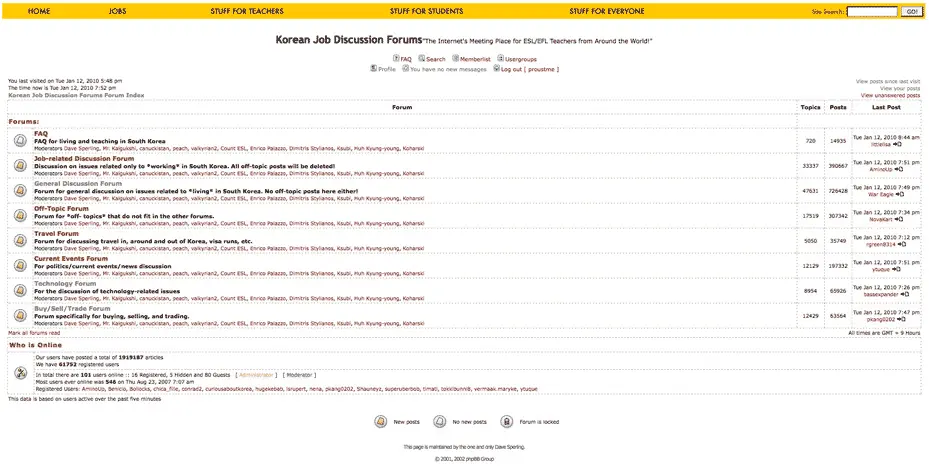 HOME JOBS STUFF FOR TEACHERS STUFF FOR STUDENTS STUFF FOR EVERYONE Site Search: GO!
Korean Job Discussion Forums "The Internet's Meeting Place for ESL/EFL Teachers from Around the World!"
FAQ Search Memberlist Usergroups
Profile You have no new messages Log out [ proustme ]
You last visited on Tue Jan 12, 2010 5:48 pm
The time now is Tue Jan 12, 2010 7:52 pm
Korean Job Discussion Forums Forum Index
View posts since last visit
View your posts
View unanswered posts
Forum Topics Posts Last Post
Forums:
FAQ
FAQ for living and teaching in South Korea
Moderators Dave Sperling, Mr. Kalgukshi, canuckistan, peach, valkyrian2, Count ESL, Enrico Palazzo, Dimitris Stylianos, Ksubi, Huh Kyung-young, Koharski
720 14935 Tue Jan 12, 2010 8:44 am
littlelisa
Job-related Discussion Forum
Discussion on issues related only to *working* in South Korea. All off-topic posts will be deleted!
Moderators Dave Sperling, Mr. Kalgukshi, canuckistan, peach, valkyrian2, Count ESL, Enrico Palazzo, Dimitris Stylianos, Ksubi, Huh Kyung-young, Koharski
33337 390667 Tue Jan 12, 2010 7:51 pm
AminoUp
General Discussion Forum
Forum for general discussion on issues related to *living* in South Korea. No off-topic posts here either!
Moderators Dave Sperling, Mr. Kalgukshi, canuckistan, peach, valkyrian2, Count ESL, Enrico Palazzo, Dimitris Stylianos, Ksubi, Huh Kyung-young, Koharski
47631 726428 Tue Jan 12, 2010 7:49 pm
War Eagle
Off-Topic Forum
Forum for *off- topics* that do not fit in the other forums.
Moderators Dave Sperling, Mr. Kalgukshi, canuckistan, peach, valkyrian2, Count ESL, Enrico Palazzo, Dimitris Stylianos, Ksubi, Huh Kyung-young, Koharski
17519 307342 Tue Jan 12, 2010 7:34 pm
NovaKart
Travel Forum
Forum for discussing travel in, around and out of Korea, visa runs, etc.
Moderators Dave Sperling, Mr. Kalgukshi, canuckistan, peach, valkyrian2, Count ESL, Enrico Palazzo, Dimitris Stylianos, Ksubi, Huh Kyung-young, Koharski
5050 35749 Tue Jan 12, 2010 7:12 pm
rgreen8314
Current Events Forum
For politics/current events/news discussion
Moderators Dave Sperling, Mr. Kalgukshi, canuckistan, peach, valkyrian2, Count ESL, Enrico Palazzo, Dimitris Stylianos, Ksubi, Huh Kyung-young, Koharski
12129 197332 Tue Jan 12, 2010 7:51 pm
ytuque
Technology Forum
For the discussion of technology-related issues
Moderators Dave Sperling, Mr. Kalgukshi, canuckistan, peach, valkyrian2, Count ESL, Enrico Palazzo, Dimitris Stylianos, Ksubi, Huh Kyung-young, Koharski
8954 65926 Tue Jan 12, 2010 7:26 pm
bassexpander
Buy/Sell/Trade Forum
Forum specifically for buying, selling, and trading.
Moderators Dave Sperling, Mr. Kalgukshi, canuckistan, peach, valkyrian2, Count ESL, Enrico Palazzo, Dimitris Stylianos, Ksubi, Huh Kyung-young, Koharski
12429 63564 Tue Jan 12, 2010 7:47 pm
pkang0202
Mark all forums read All times are GMT + 9 Hours
Who is Online
Our users have posted a total of 1919187 articles
We have 61752 registered users
In total there are 101 users online :: 16 Registered, 5 Hidden and 80 Guests [ Administrator ] [ Moderator ]
Most users ever online was 546 on Thu Aug 23, 2007 7:07 am
Registered Users: AminoUp, Benicio, Bollocks, chica_fille, conrad2, curiousaboutkorea, hugekebab, larupert, nena, pkang0202, Shauneyz, superuberbob, timati, tokkibunni8, vermaak.maryke, ytuque
This data is based on users active over the past five minutes
New posts No new posts Forum is locked
This page is maintained by the one and only Dave Sperling.
© 2001, 2002 phpBB Group